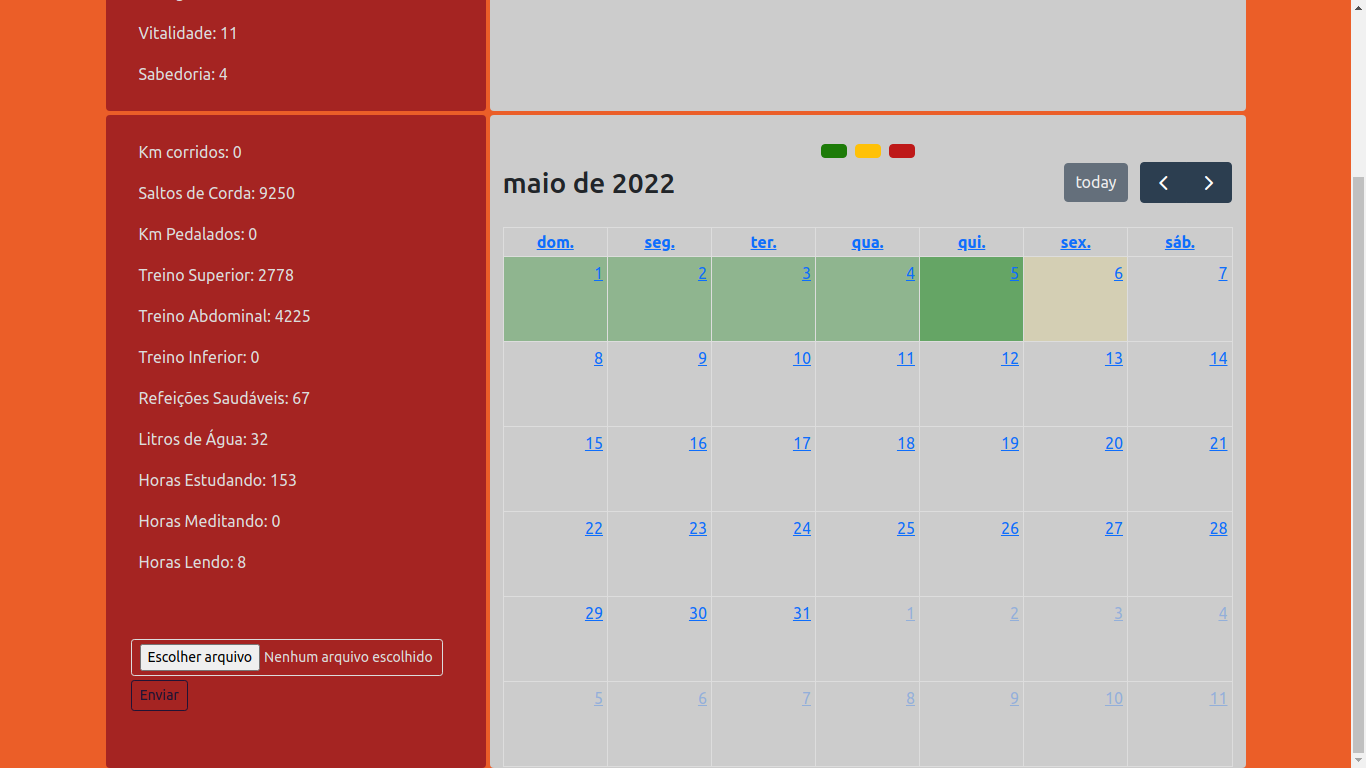 Vitalidade: 11
Sabedoria: 4
Km corridos: 0
Saltos de Corda: 9250
Km Pedalados: 0
Treino Superior: 2778
Treino Abdominal: 4225
Treino Inferior: 0
Refeições Saudáveis: 67
Litros de Água: 32
Horas Estudando: 153
Horas Meditando: 0
Horas Lendo: 8
Escolher arquivo Nenhum arquivo escolhido
Enviar
maio de 2022
today
dom. seg. ter. qua. qui. sex. sáb.
1 2 3 4 5 6 7
8 9 10 11 12 13 14
15 16 17 18 19 20 21
22 23 24 25 26 27 28
29 30 31 1 2 3 4
5 6 7 8 9 10 11